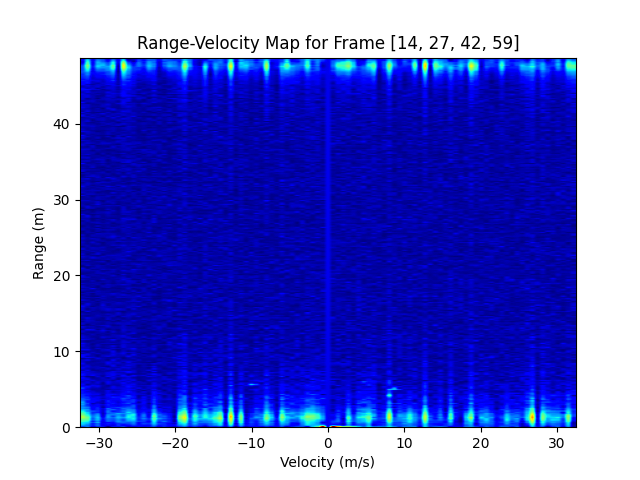 Range-Velocity Map for Frame [14, 27, 42, 59]
40
30
20
10
0
Range (m)
−30 −20 −10 0 10 20 30
Velocity (m/s)